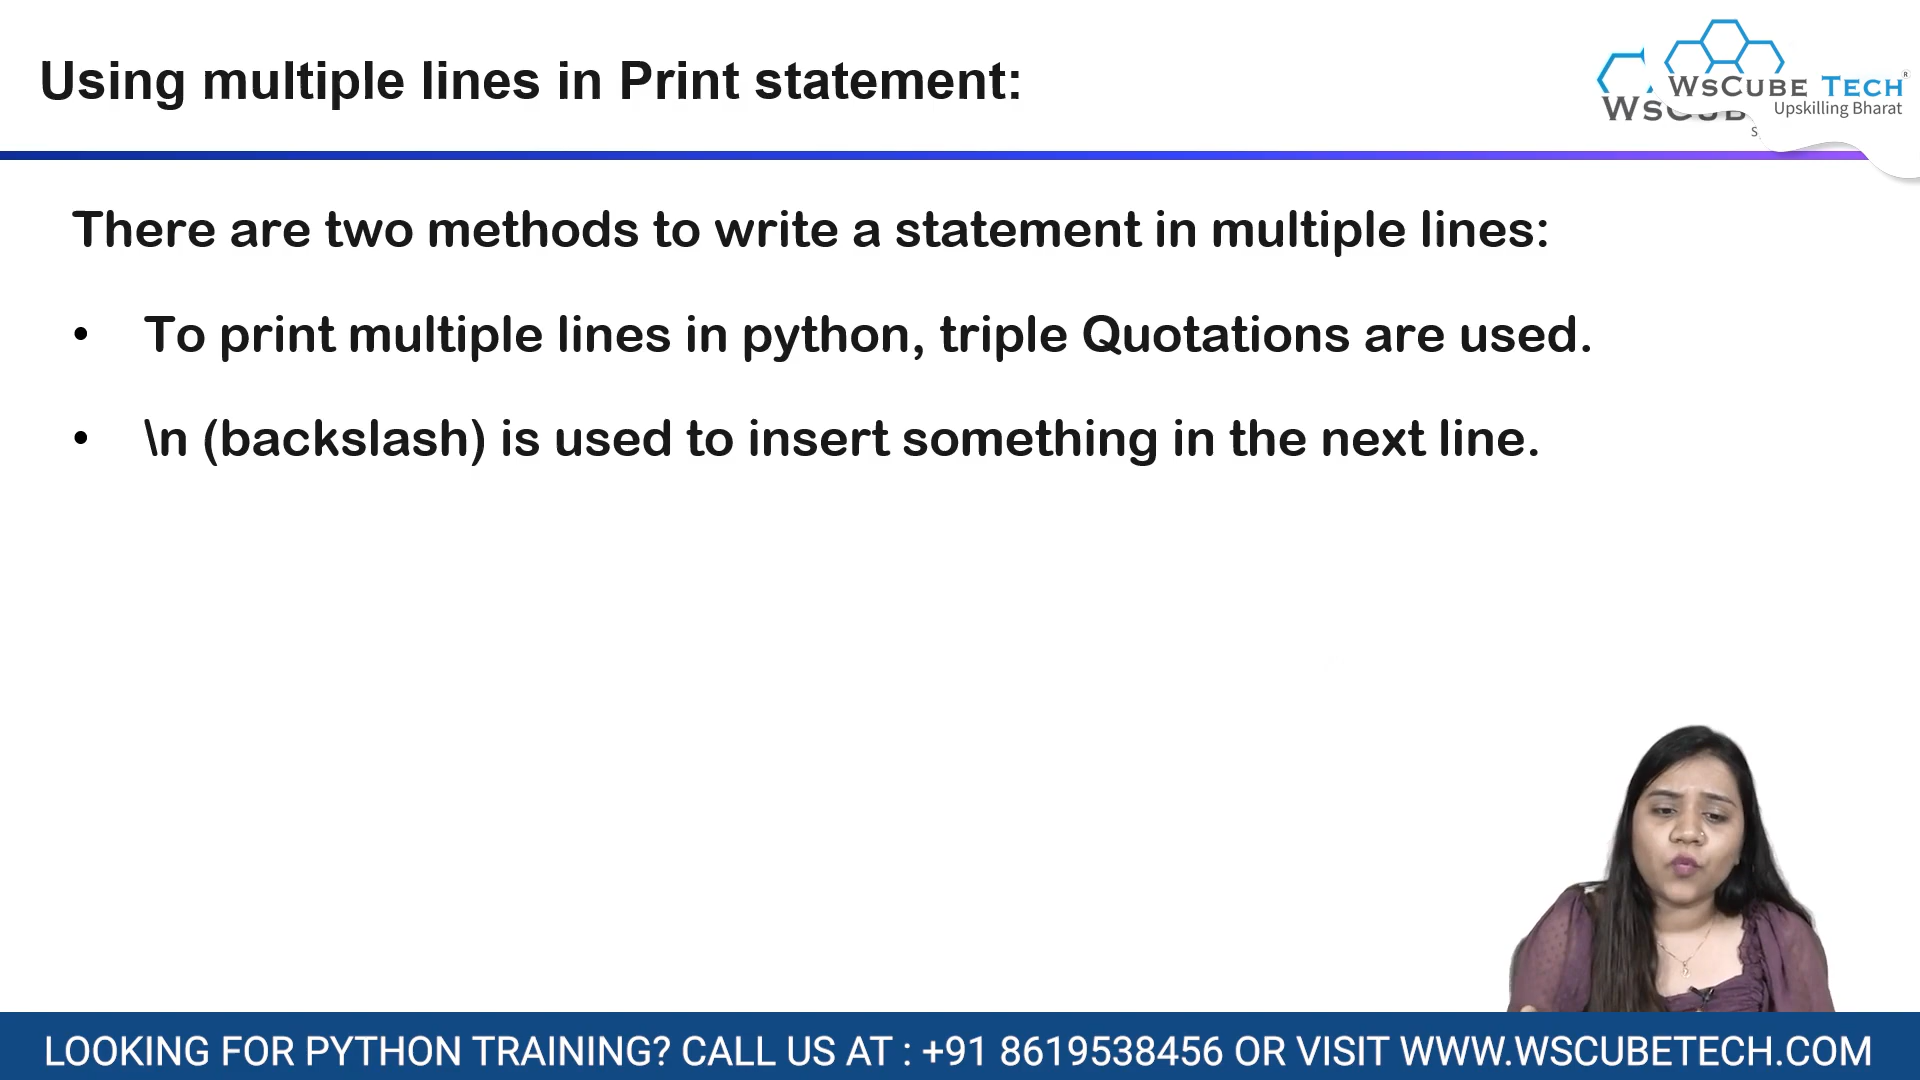 Using multiple lines in Print statement:
WsCube Tech®
Upskilling Bharat
There are two methods to write a statement in multiple lines:
• To print multiple lines in python, triple Quotations are used.
• \n (backslash) is used to insert something in the next line.
LOOKING FOR PYTHON TRAINING? CALL US AT : +91 8619538456 OR VISIT WWW.WSCUBETECH.COM